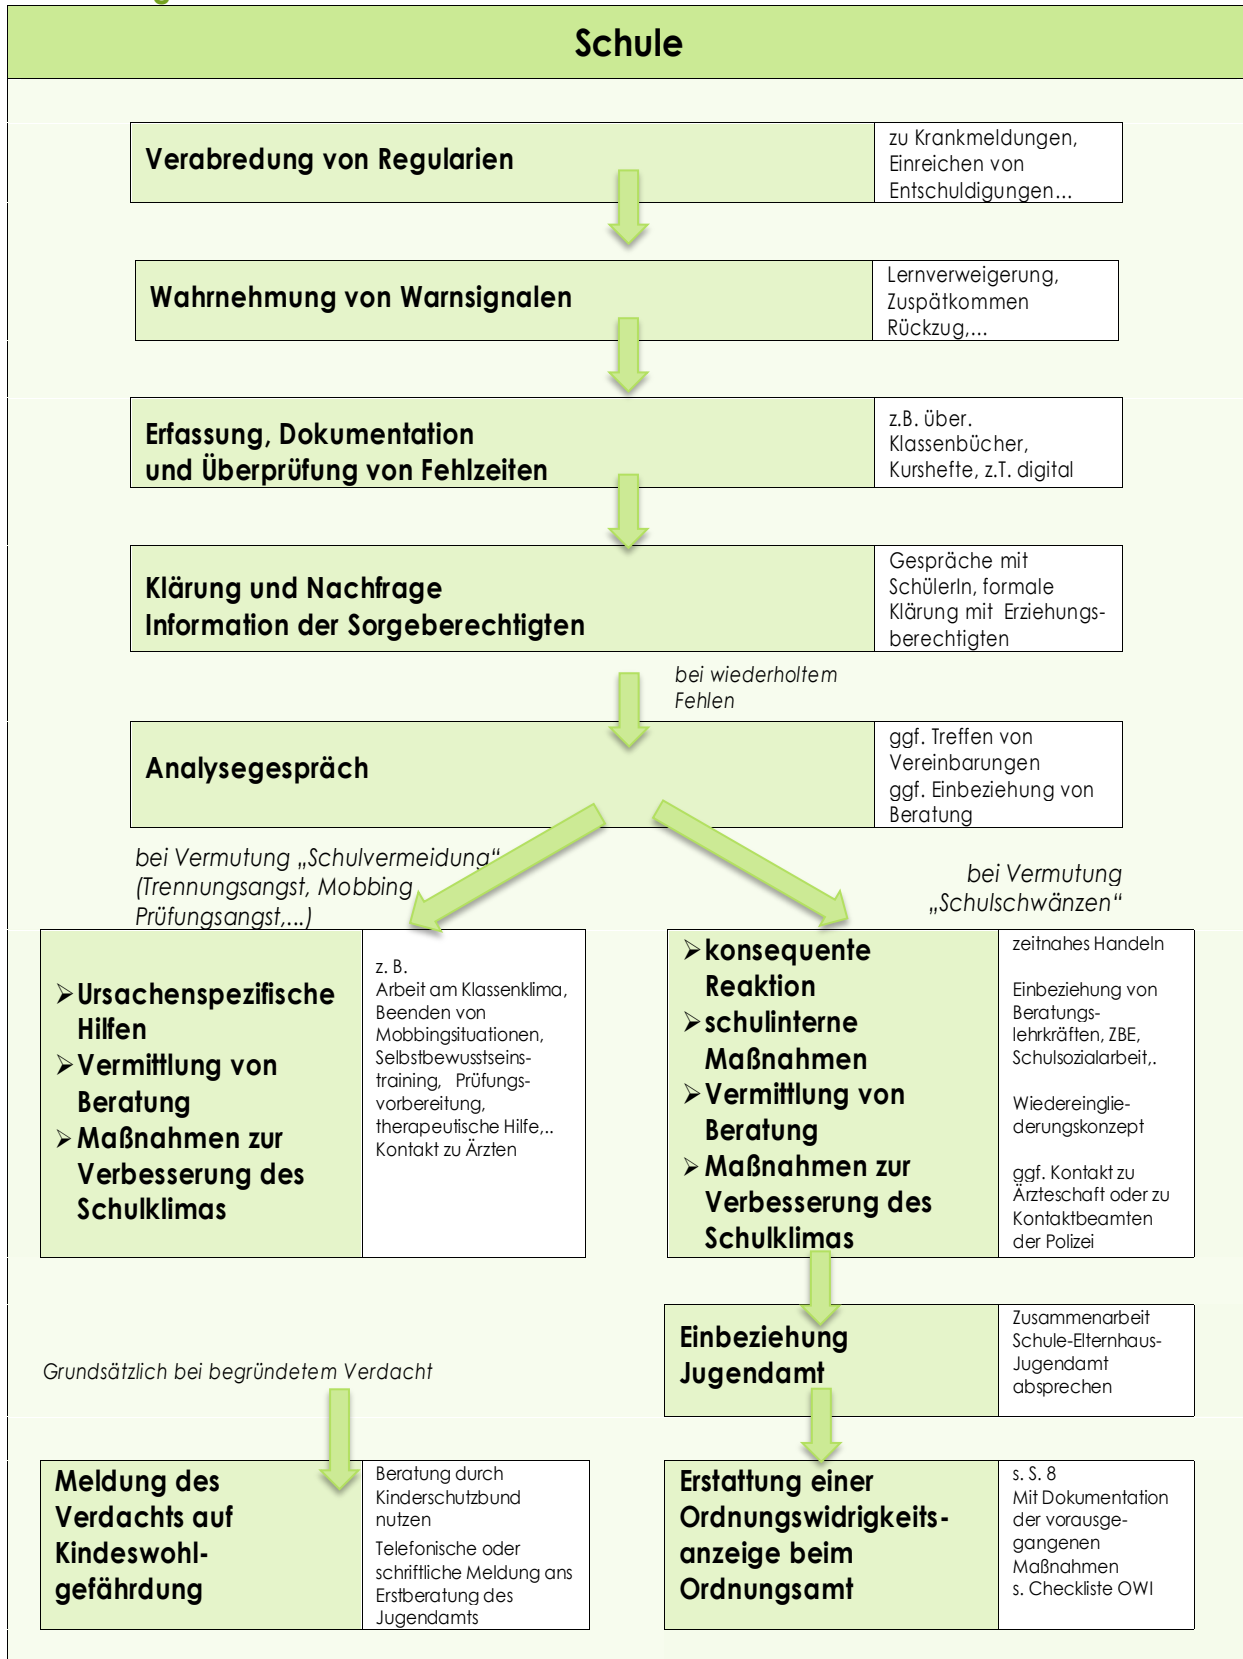 Schule
Verabredung von Regularien
zu Krankmeldungen,
Einreichen von
Entschuldigungen...
Wahrnehmung von Warnsignalen
Lernverweigerung,
Zuspätkommen
Rückzug,...
Erfassung, Dokumentation
und Überprüfung von Fehlzeiten
z.B. über.
Klassenbücher,
Kurshefte, z.T. digital
Klärung und Nachfrage
Information der Sorgeberechtigten
Gespräche mit
SchülerIn, formale
Klärung mit Erziehungs-
berechtigten
bei wiederholtem
Fehlen
Analysegespräch
ggf. Treffen von
Vereinbarungen
ggf. Einbeziehung von
Beratung
bei Vermutung „Schulvermeidung“
(Trennungsangst, Mobbing
Prüfungsangst,...)
bei Vermutung
„Schulschwänzen“
➢Ursachenspezifische
Hilfen
➢Vermittlung von
Beratung
➢Maßnahmen zur
Verbesserung des
Schulklimas
z. B.
Arbeit am Klassenklima,
Beenden von
Mobbingsituationen,
Selbstbewusstseins-
training, Prüfungs-
vorbereitung,
therapeutische Hilfe,..
Kontakt zu Ärzten
➢konsequente
Reaktion
➢schulinterne
Maßnahmen
➢Vermittlung von
Beratung
➢Maßnahmen zur
Verbesserung des
Schulklimas
zeitnahes Handeln
Einbeziehung von
Beratungs-
lehrkräften, ZBE,
Schulsozialarbeit,.
Wiedereinglie-
derungskonzept
ggf. Kontakt zu
Ärzteschaft oder zu
Kontaktbeamten
der Polizei
Einbeziehung
Jugendamt
Zusammenarbeit
Schule-Elternhaus-
Jugendamt
absprechen
Grundsätzlich bei begründetem Verdacht
Meldung des
Verdachts auf
Kindeswohl-
gefährdung
Beratung durch
Kinderschutzbund
nutzen
Telefonische oder
schriftliche Meldung ans
Erstberatung des
Jugendamts
Erstattung einer
Ordnungswidrigkeits-
anzeige beim
Ordnungsamt
s. S. 8
Mit Dokumentation
der vorausge-
gangenen
Maßnahmen
s. Checkliste OWI